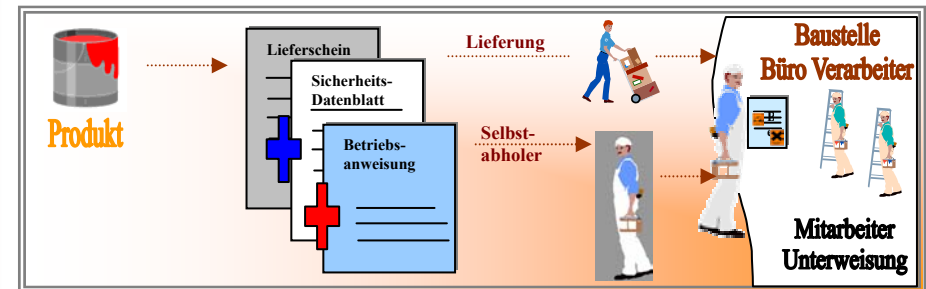 Produkt
Lieferschein
Sicherheits-
Datenblatt
Betriebs-
anweisung
Lieferung
Selbst-
abholer
Baustelle
Büro Verarbeiter
Mitarbeiter
Unterweisung